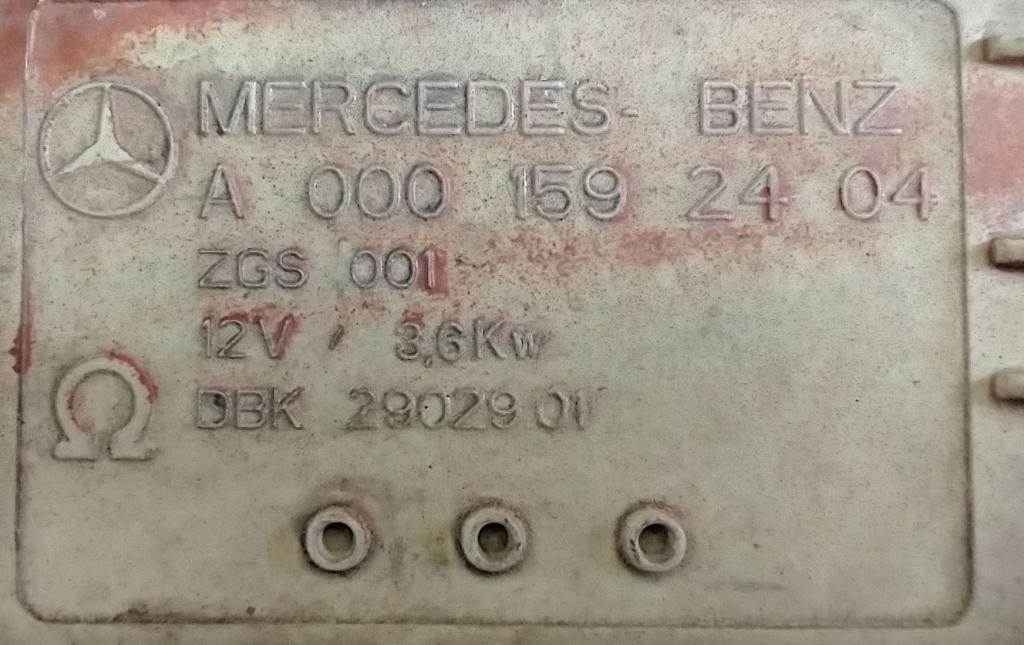 MERCEDES- BENZ
A 000 159 24 04
ZGS 001
12V / 3,6Kw
Ω DBK 29029 01